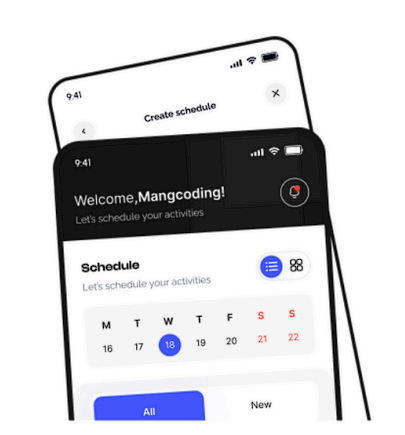 9:41
Create schedule
9:41
Welcome,Mangcoding!
Let's schedule your activities
Schedule
Let's schedule your activities
M T W T F S S
16 17 18 19 20 21 22
All New